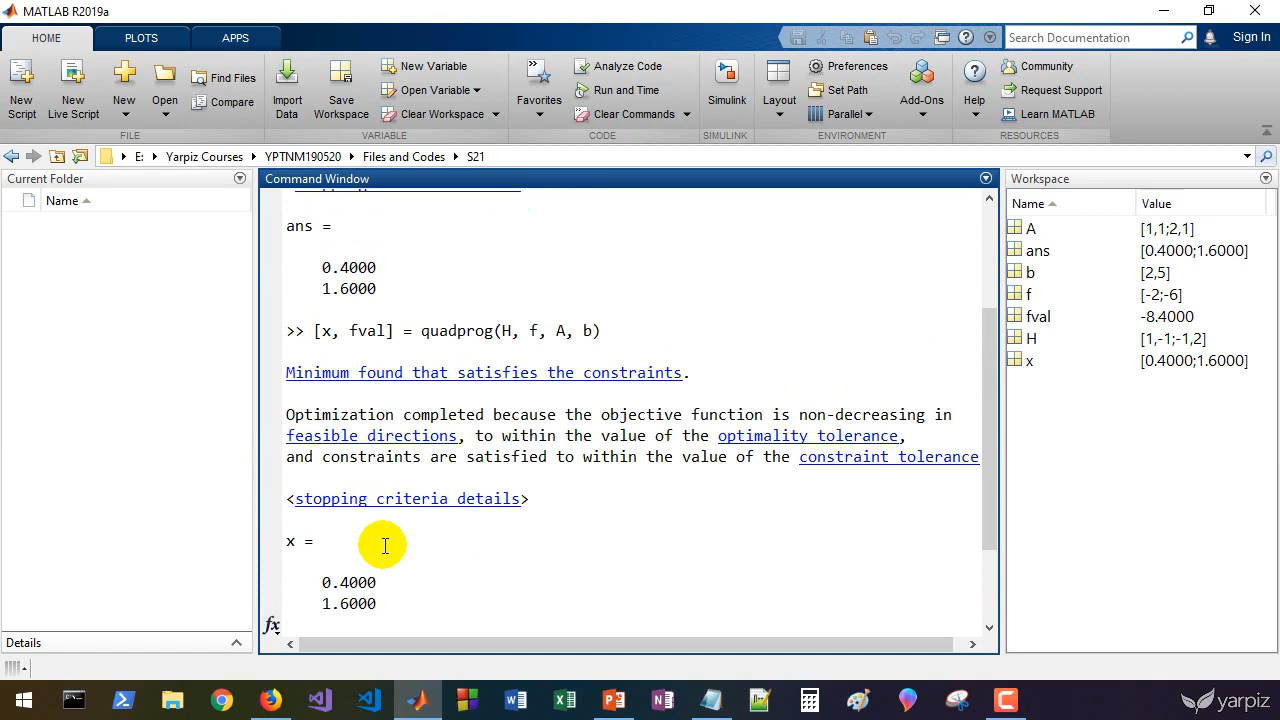 MATLAB R2019a
HOME PLOTS APPS Search Documentation Sign In
New Script New Live Script New Open Find Files Compare Import Data Save Workspace New Variable Open Variable Clear Workspace Favorites Analyze Code Run and Time Clear Commands Simulink Layout Preferences Set Path Parallel Add-Ons Help Community Request Support Learn MATLAB
FILE VARIABLE CODE SIMULINK ENVIRONMENT RESOURCES
E: Yarpiz Courses YPTNM190520 Files and Codes S21
Current Folder
Name
Details
Command Window
ans =
0.4000
1.6000
>> [x, fval] = quadprog(H, f, A, b)
Minimum found that satisfies the constraints.
Optimization completed because the objective function is non-decreasing in
feasible directions, to within the value of the optimality tolerance,
and constraints are satisfied to within the value of the constraint tolerance
<stopping criteria details>
x =
0.4000
1.6000
fx
Workspace
Name Value
A [1,1;2,1]
ans [0.4000;1.6000]
b [2,5]
f [-2;-6]
fval -8.4000
H [1,-1;-1,2]
x [0.4000;1.6000]
yarpiz